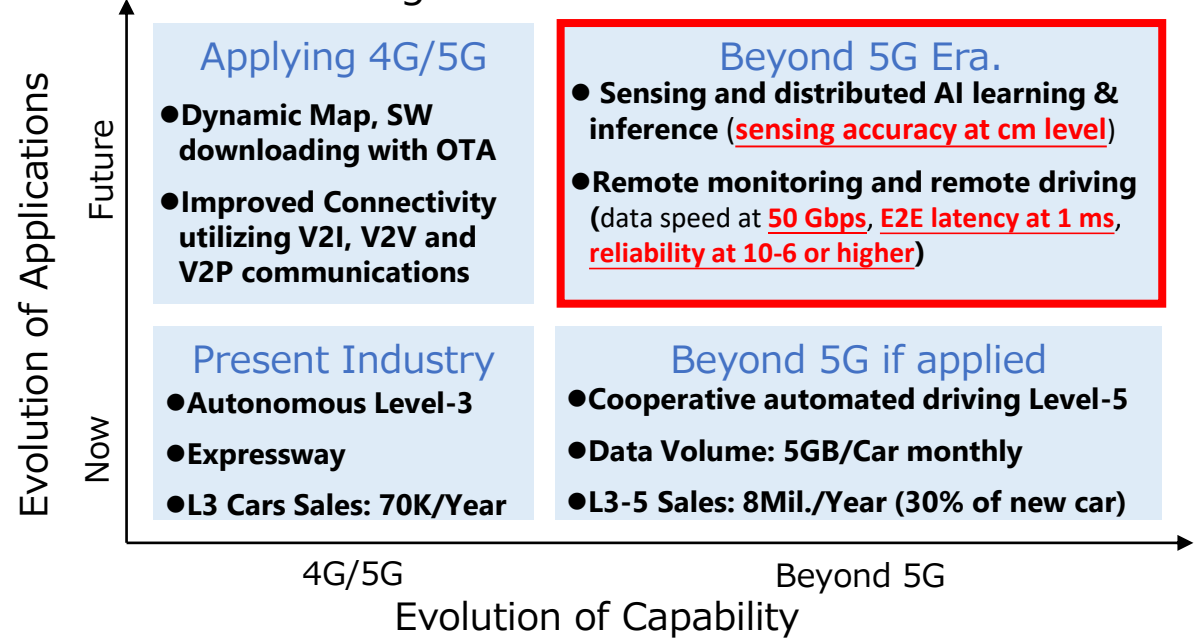 Evolution of Applications
Future
Now
Applying 4G/5G
●Dynamic Map, SW
downloading with OTA
●Improved Connectivity
utilizing V2I, V2V and
V2P communications
Beyond 5G Era.
● Sensing and distributed AI learning &
inference (sensing accuracy at cm level)
●Remote monitoring and remote driving
(data speed at 50 Gbps, E2E latency at 1 ms,
reliability at 10-6 or higher)
Present Industry
●Autonomous Level-3
●Expressway
●L3 Cars Sales: 70K/Year
Beyond 5G if applied
●Cooperative automated driving Level-5
●Data Volume: 5GB/Car monthly
●L3-5 Sales: 8Mil./Year (30% of new car)
4G/5G
Beyond 5G
Evolution of Capability